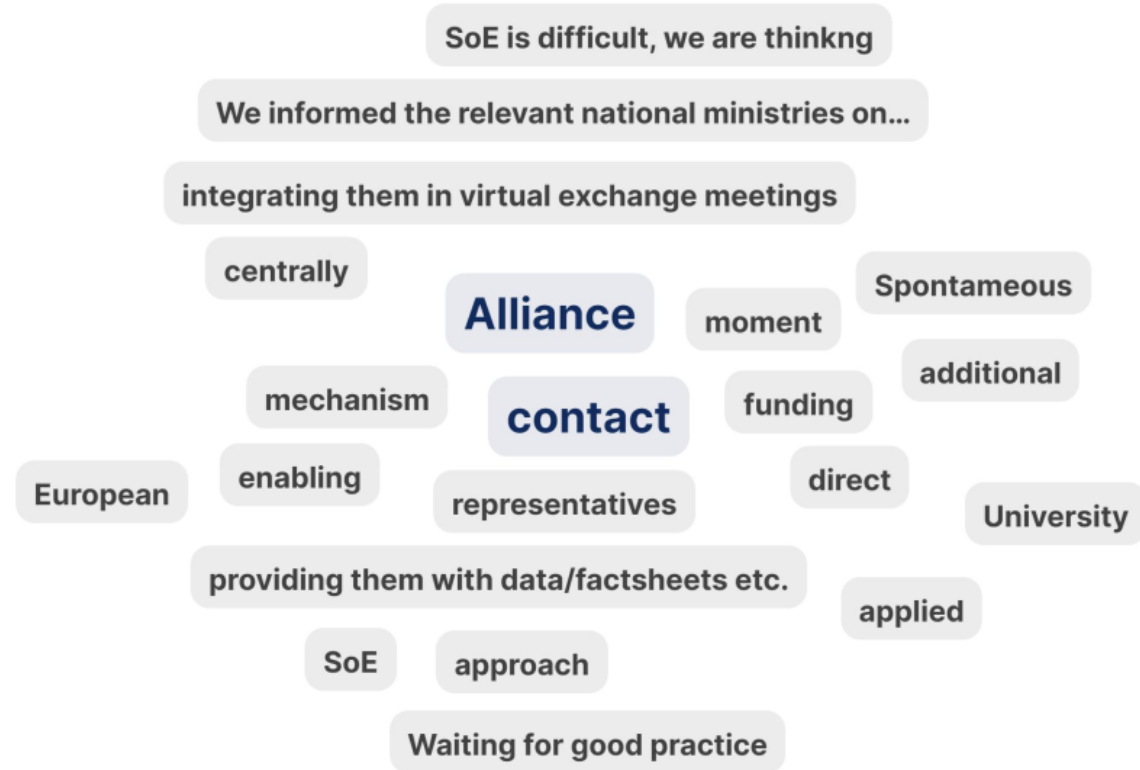 SoE is difficult, we are thinkng
We informed the relevant national ministries on...
integrating them in virtual exchange meetings
centrally
Spontameous
Alliance
moment
additional
mechanism
contact
funding
European
enabling
representatives
direct
University
providing them with data/factsheets etc.
applied
SoE
approach
Waiting for good practice